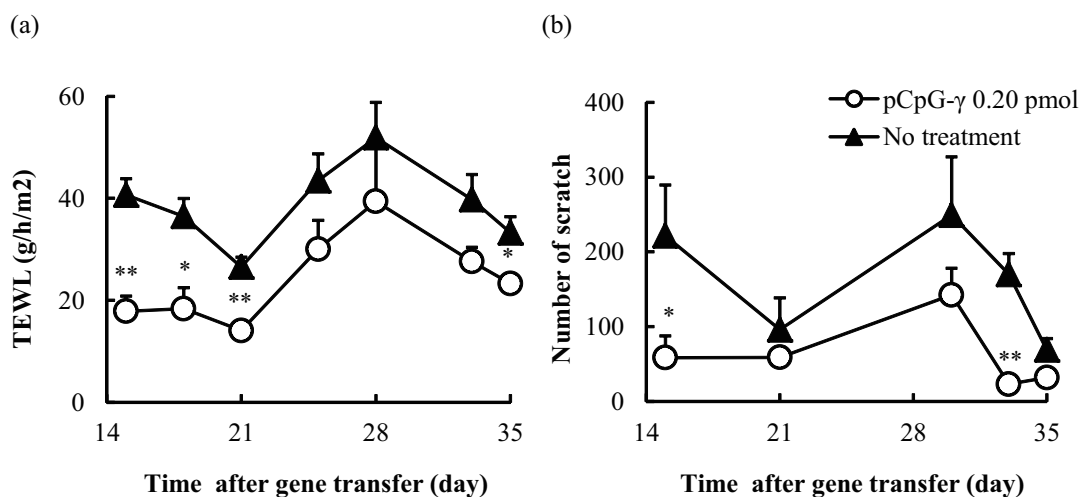 (a)
(b)
TEWL (g/h/m2)
60
40
20
0
**
*
**
*
14
21
28
35
Time after gene transfer (day)
Number of scratch
400
300
200
100
0
pCpG-γ 0.20 pmol
No treatment
*
**
14
21
28
35
Time after gene transfer (day)